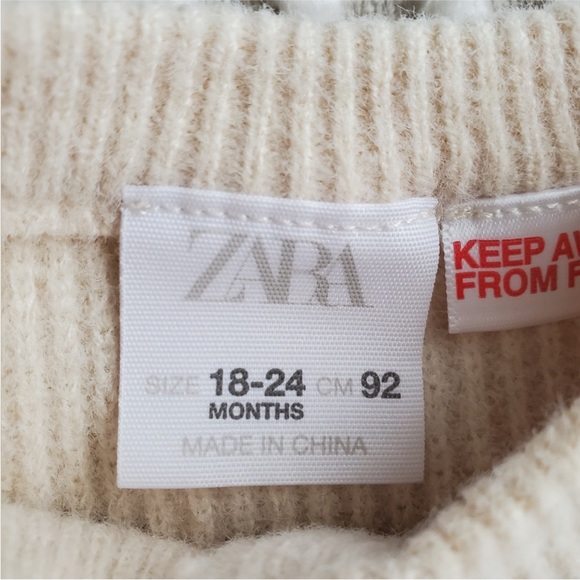 ZARA
SIZE 18-24 CM 92
MONTHS
MADE IN CHINA
KEEP
FROM